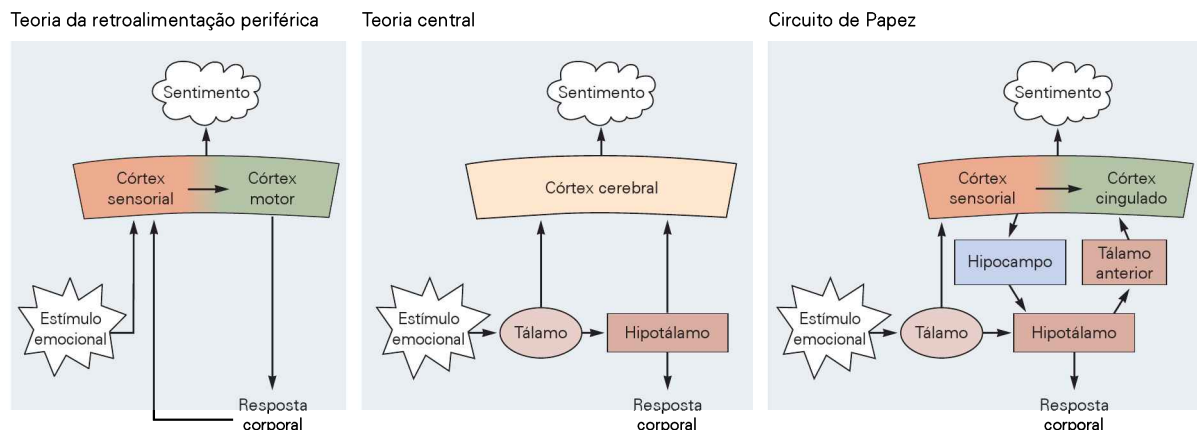 Teoria da retroalimentação periférica
Sentimento
Córtex
sensorial
Córtex
motor
Estímulo
emocional
Resposta
corporal
Teoria central
Sentimento
Córtex cerebral
Estímulo
emocional
Tálamo
Hipotálamo
Resposta
corporal
Circuito de Papez
Sentimento
Córtex
sensorial
Córtex
cingulado
Hipocampo
Tálamo
anterior
Estímulo
emocional
Tálamo
Hipotálamo
Resposta
corporal